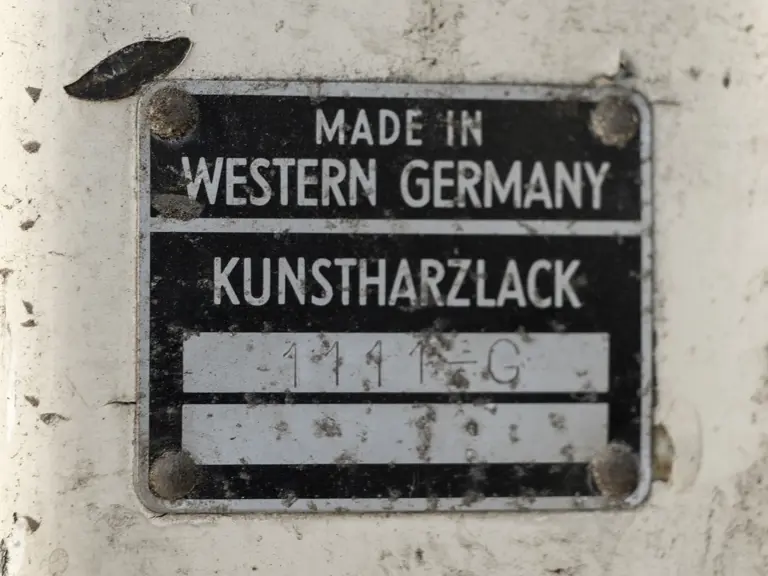 MADE IN
WESTERN GERMANY
KUNSTHARZLACK
1111-G